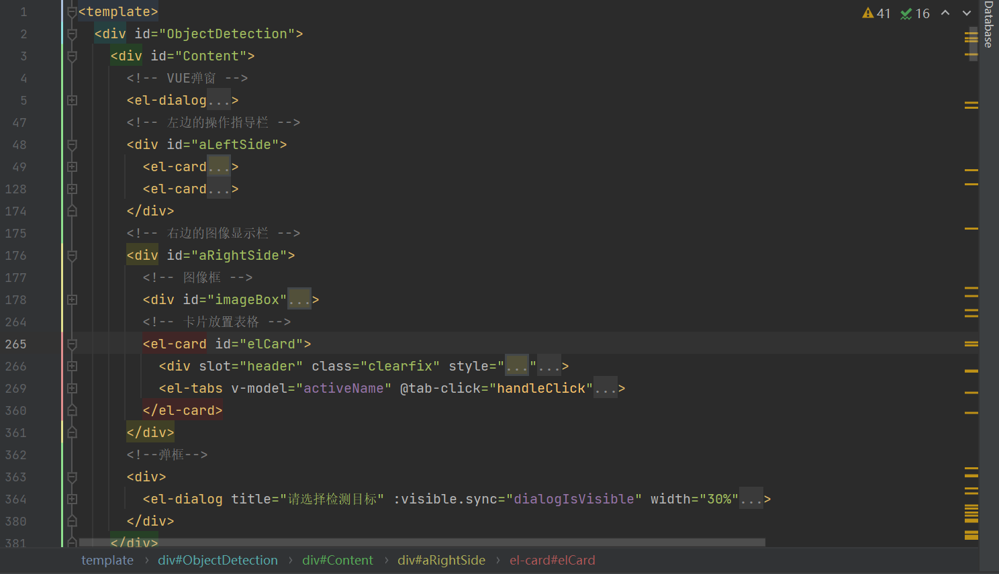 41 16
Database
1 <template>
2 <div id="ObjectDetection">
3 <div id="Content">
4 <!-- VUE弹窗 -->
5 <el-dialog...>
47 <!-- 左边的操作指导栏 -->
48 <div id="aLeftSide">
49 <el-card...>
128 <el-card...>
174 </div>
175 <!-- 右边的图像显示栏 -->
176 <div id="aRightSide">
177 <!-- 图像框 -->
178 <div id="imageBox"...>
264 <!-- 卡片放置表格 -->
265 <el-card id="elCard">
266 <div slot="header" class="clearfix" style="..."...>
269 <el-tabs v-model="activeName" @tab-click="handleClick"...>
360 </el-card>
361 </div>
362 <!--弹框-->
363 <div>
364 <el-dialog title="请选择检测目标" :visible.sync="dialogIsVisible" width="30%"...>
380 </div>
381 </div>
template › div#ObjectDetection › div#Content › div#aRightSide › el-card#elCard